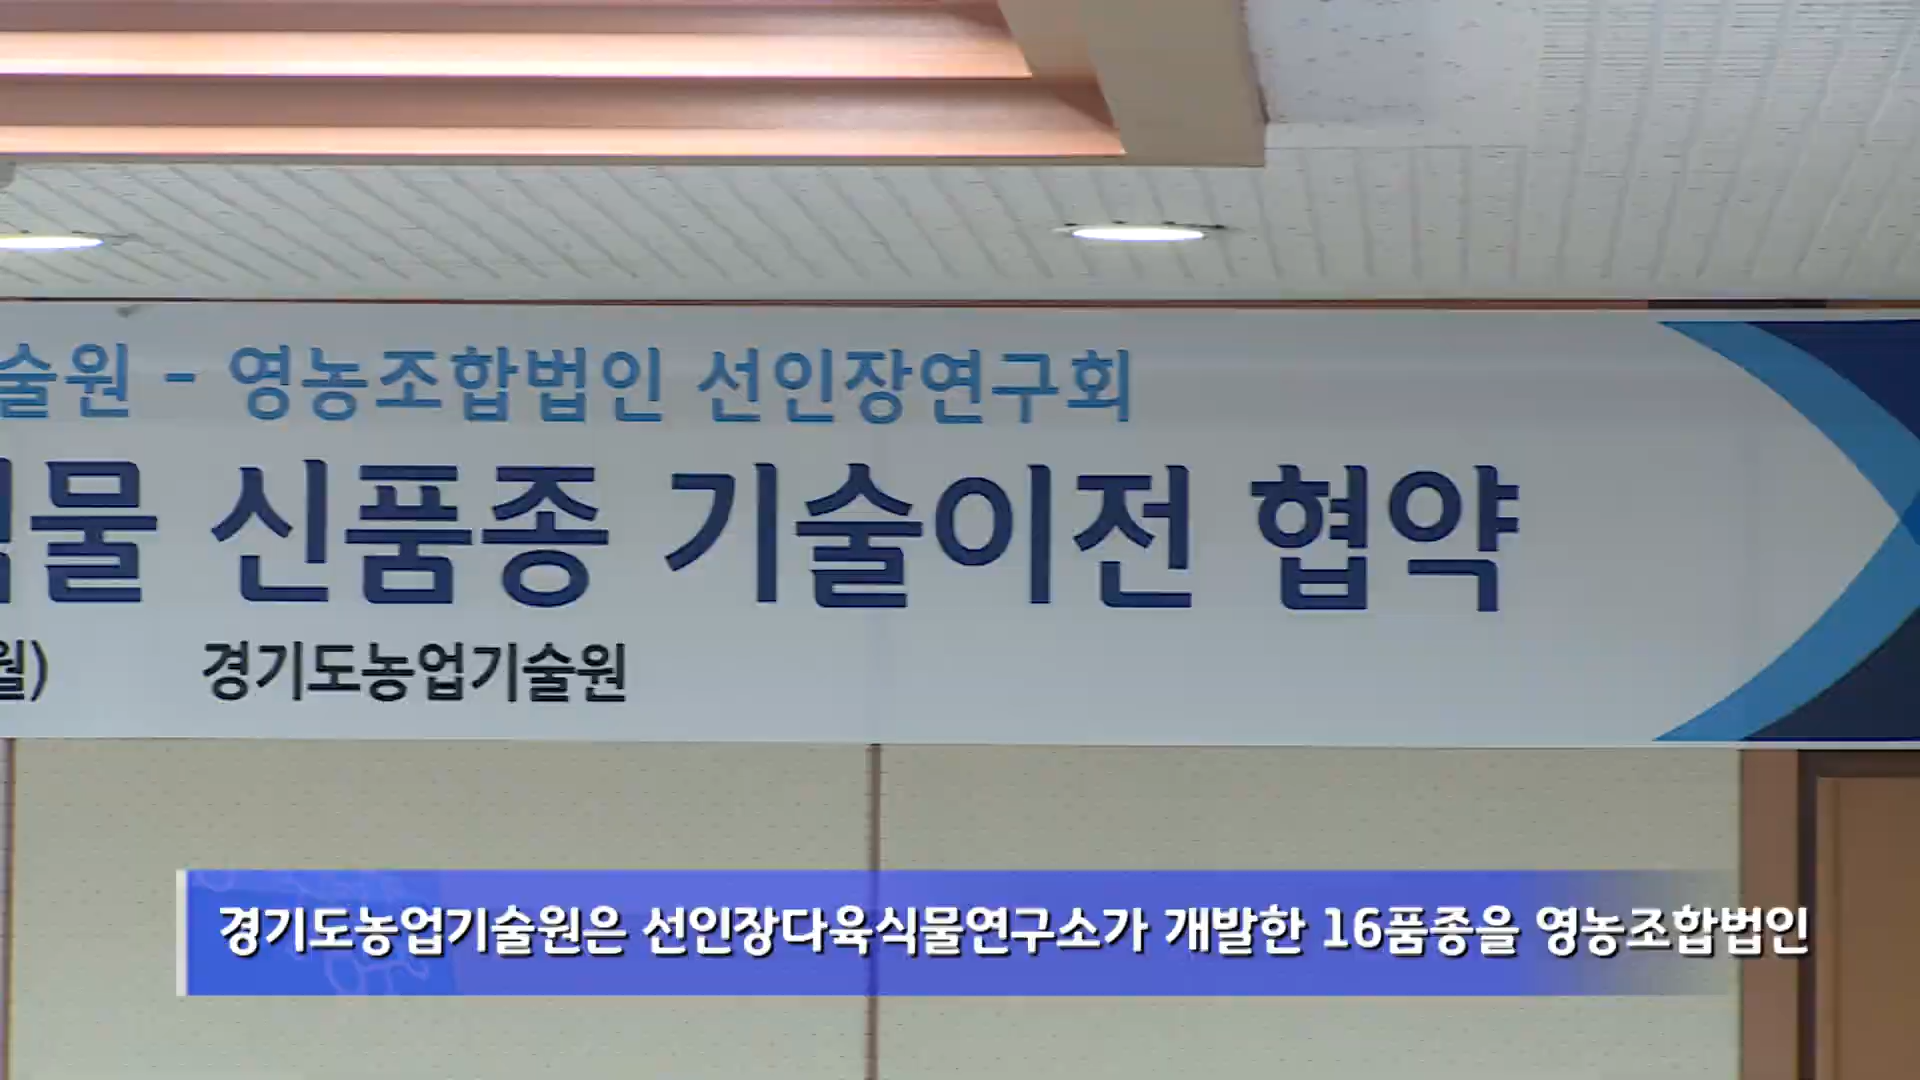 술원 - 영농조합법인 선인장연구회
물 신품종 기술이전 협약
월) 경기도농업기술원
경기도농업기술원은 선인장다육식물연구소가 개발한 16품종을 영농조합법인